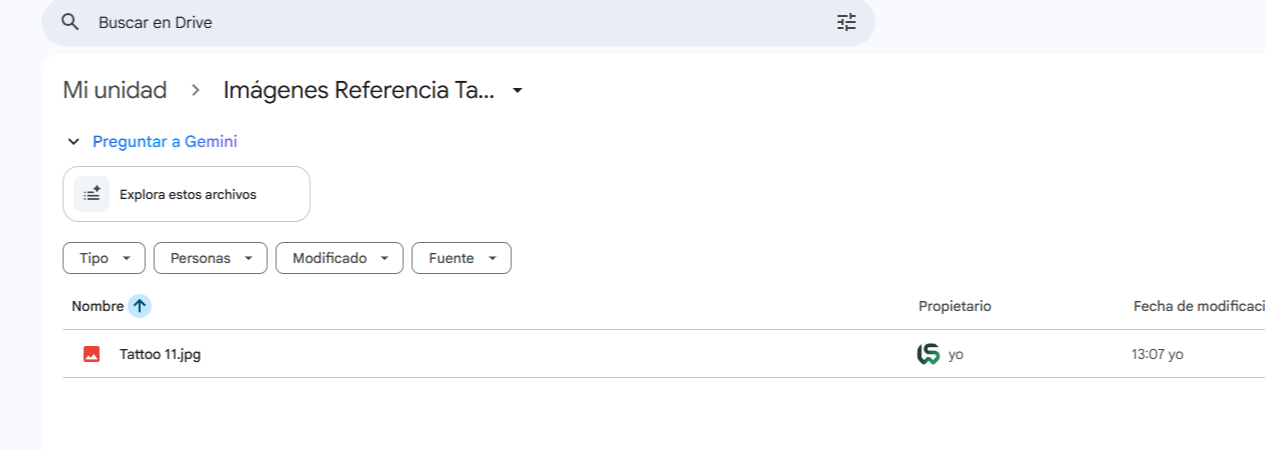 Buscar en Drive
Mi unidad > Imágenes Referencia Ta...
Preguntar a Gemini
Explora estos archivos
Tipo Personas Modificado Fuente
Nombre Propietario Fecha de modificaci
Tattoo 11.jpg yo 13:07 yo